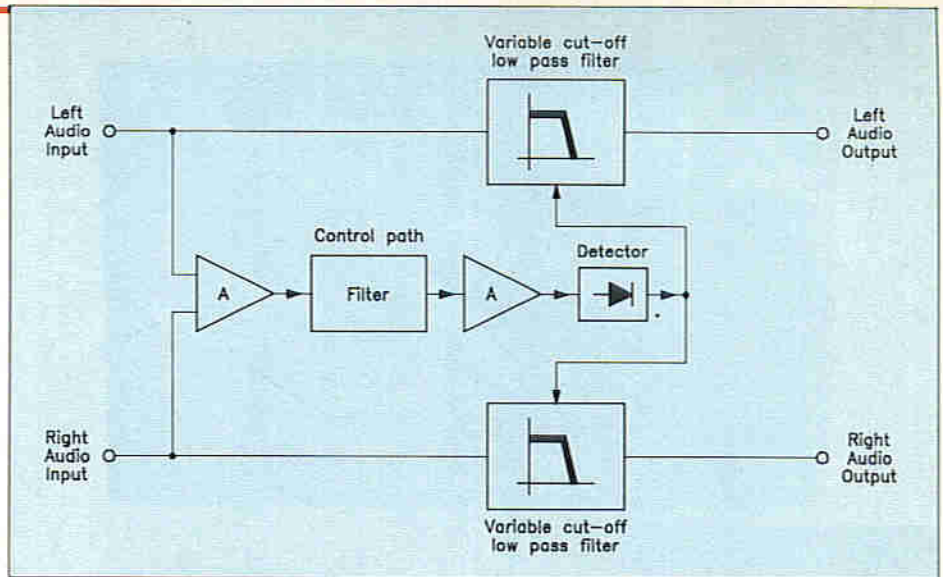 Variable cut-off
low pass filter
Left
Audio
Input
Left
Audio
Output
Control path
Detector
A
Filter
A
Right
Audio
Input
Right
Audio
Output
Variable cut-off
low pass filter